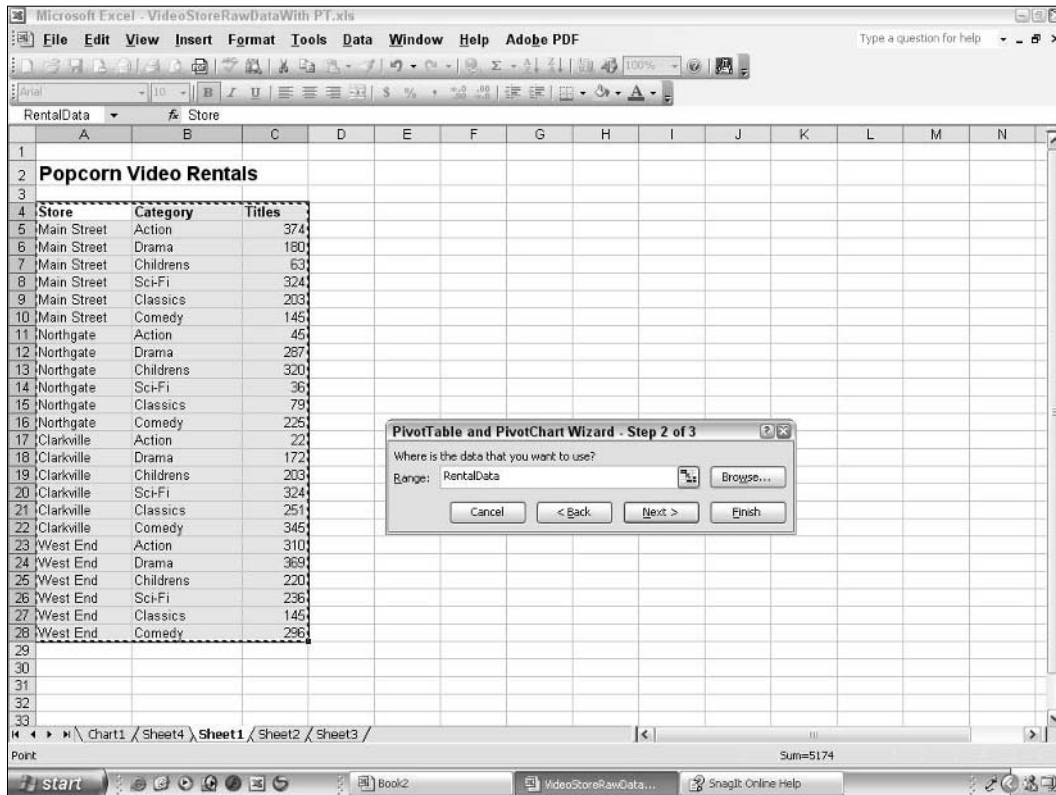 Microsoft Excel - VideoStoreRawDataWith PT.xls
File Edit View Insert Format Tools Data Window Help Adobe PDF Type a question for help
100%
Arial 10 B I U $ % , A
RentalData fx Store
A B C D E F G H I J K L M N
1
2 Popcorn Video Rentals
3
4 Store Category Titles
5 Main Street Action 374
6 Main Street Drama 180
7 Main Street Childrens 63
8 Main Street Sci-Fi 324
9 Main Street Classics 203
10 Main Street Comedy 145
11 Northgate Action 45
12 Northgate Drama 287
13 Northgate Childrens 320
14 Northgate Sci-Fi 36
15 Northgate Classics 79
16 Northgate Comedy 225
17 Clarkville Action 22
18 Clarkville Drama 172
19 Clarkville Childrens 203
20 Clarkville Sci-Fi 324
21 Clarkville Classics 251
22 Clarkville Comedy 345
23 West End Action 310
24 West End Drama 369
25 West End Childrens 220
26 West End Sci-Fi 236
27 West End Classics 145
28 West End Comedy 296
29
30
31
32
33
PivotTable and PivotChart Wizard - Step 2 of 3
Where is the data that you want to use?
Range: RentalData Browse...
Cancel < Back Next > Finish
Chart1 Sheet4 Sheet1 Sheet2 Sheet3
Point Sum=5174
start Book2 VideoStoreRawData... SnagIt Online Help